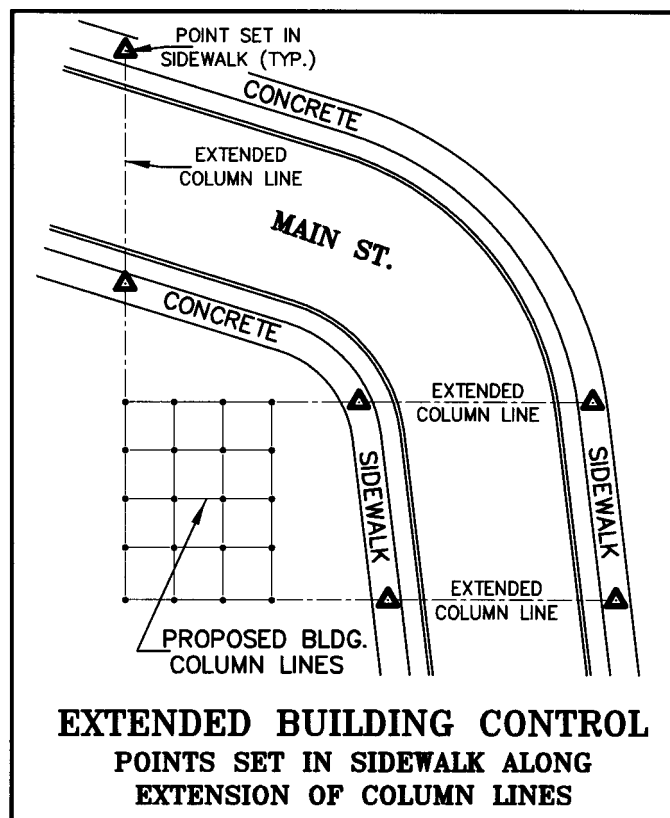 POINT SET IN
SIDEWALK (TYP.)
CONCRETE
EXTENDED
COLUMN LINE
MAIN ST.
CONCRETE
EXTENDED
COLUMN LINE
SIDEWALK
SIDEWALK
EXTENDED
COLUMN LINE
PROPOSED BLDG.
COLUMN LINES
EXTENDED BUILDING CONTROL
POINTS SET IN SIDEWALK ALONG
EXTENSION OF COLUMN LINES